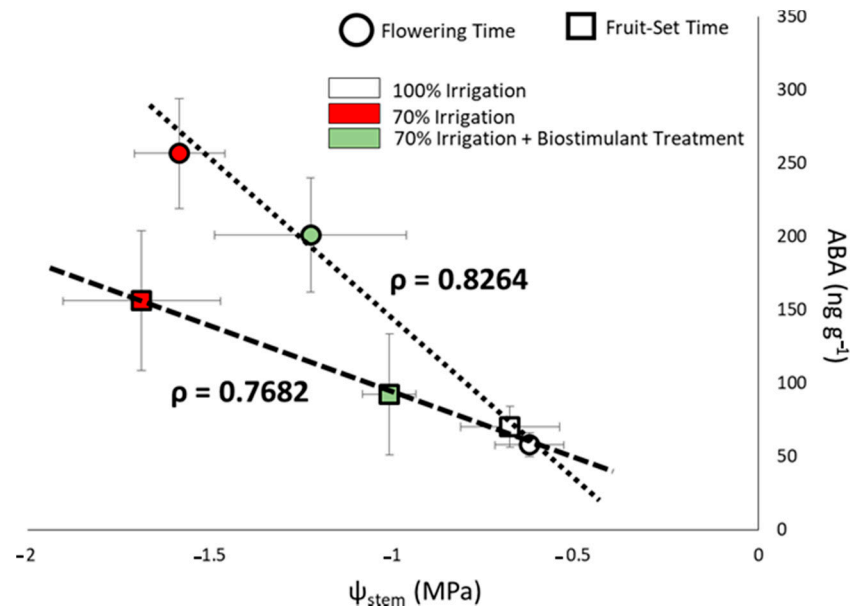 Flowering Time
Fruit-Set Time
100% Irrigation
70% Irrigation
70% Irrigation + Biostimulant Treatment
ρ = 0.8264
ρ = 0.7682
350
300
250
200
150
100
50
0
ABA (ng g⁻¹)
−2
−1.5
−1
−0.5
0
ψstem (MPa)